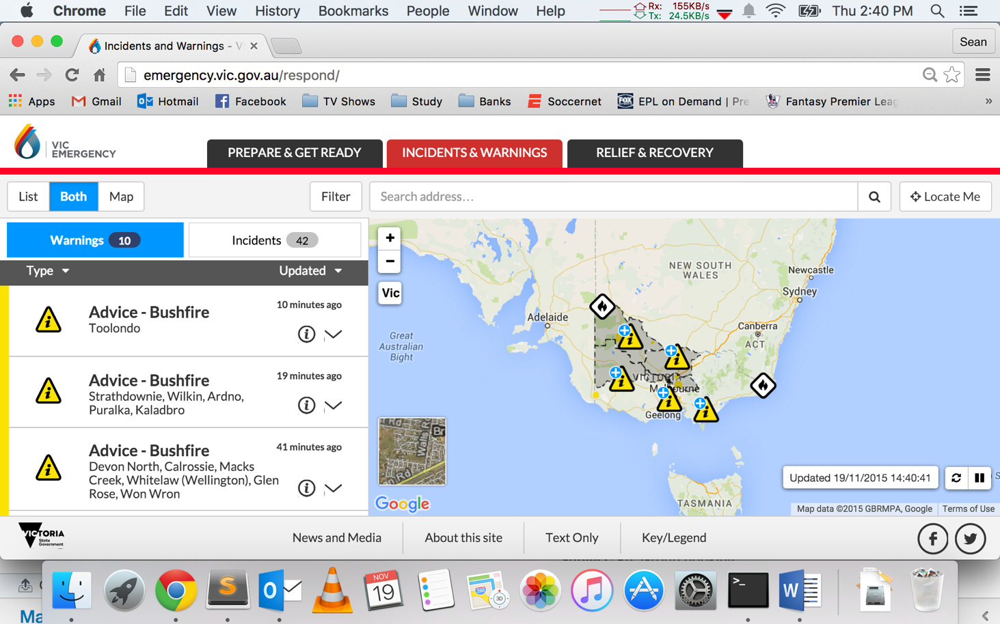 Chrome File Edit View History Bookmarks People Window Help Rx: 155KB/s Tx: 24.5KB/s Thu 2:40 PM
Incidents and Warnings - V Sean
emergency.vic.gov.au/respond/
Apps Gmail Hotmail Facebook TV Shows Study Banks Soccernet EPL on Demand | Pre Fantasy Premier Leag »
VIC
EMERGENCY
PREPARE & GET READY INCIDENTS & WARNINGS RELIEF & RECOVERY
List Both Map Filter Search address... Locate Me
Warnings 10 Incidents 42
Type Updated
Advice - Bushfire 10 minutes ago
Toolondo
Advice - Bushfire 19 minutes ago
Strathdownie, Wilkin, Ardno,
Puralka, Kaladbro
Advice - Bushfire 41 minutes ago
Devon North, Calrossie, Macks
Creek, Whitelaw (Wellington), Glen
Rose, Won Wron
+
−
Vic
NEW SOUTH
WALES
Newcastle
Sydney
Adelaide
Canberra
ACT
Great
Australian
Bight
VICTORIA
Melbourne
Geelong
TASMANIA
Walls Rd
Br
Rd
Google
Updated 19/11/2015 14:40:41
Map data ©2015 GBRMPA, Google Terms of Use
VICTORIA
State
Government
News and Media About this site Text Only Key/Legend
NOV
19
280
3D
Ma